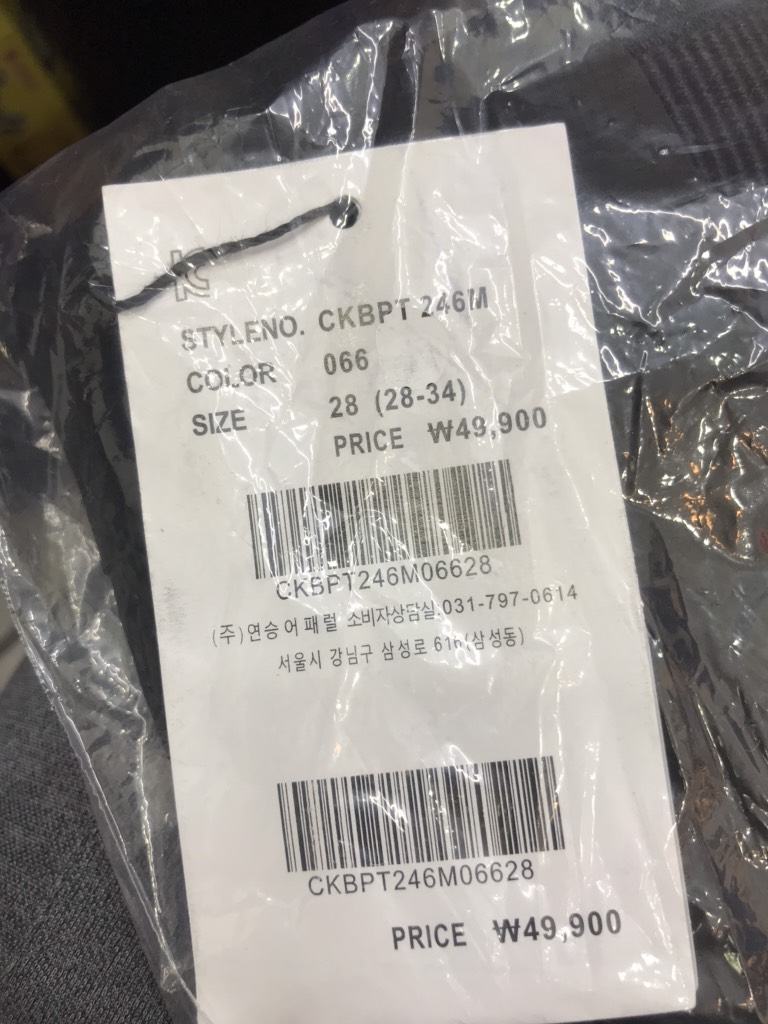 KC
STYLENO. CKBPT 246M
COLOR 066
SIZE 28 (28-34)
PRICE ₩49,900
CKBPT246M06628
(주)연승어패럴 소비자상담실.031-797-0614
서울시 강남구 삼성로 616(삼성동)
CKBPT246M06628
PRICE ₩49,900